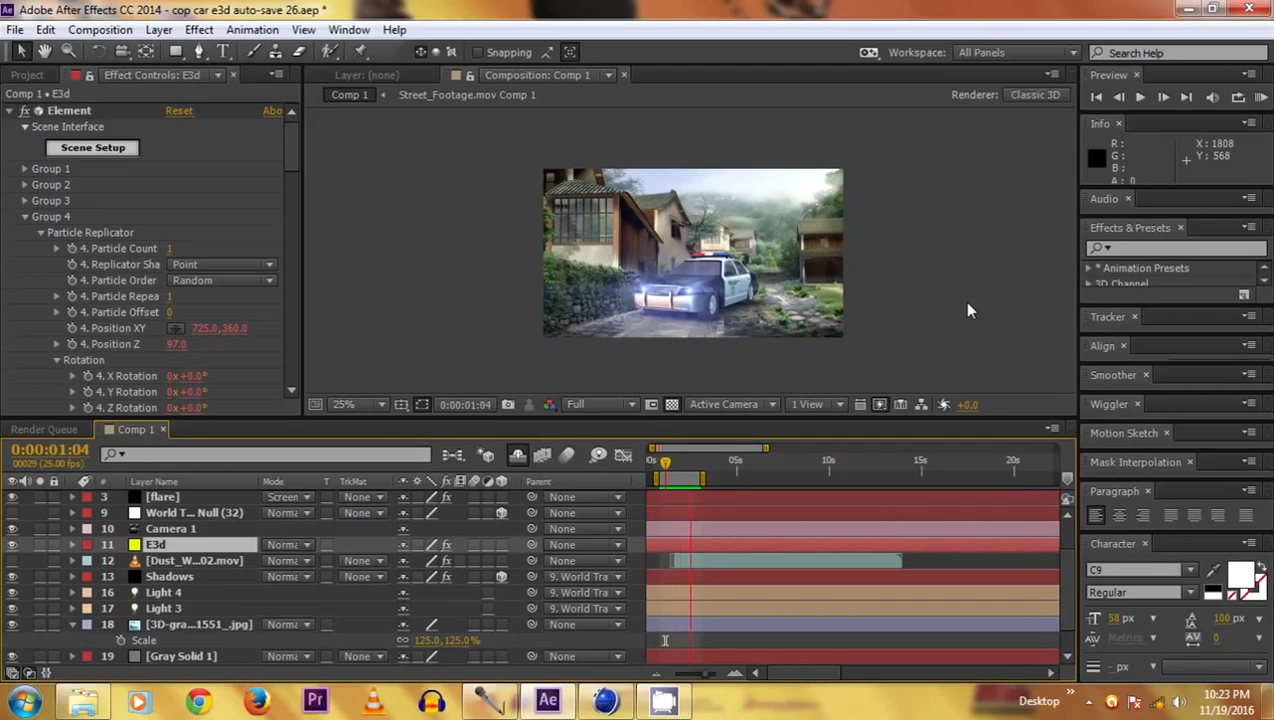 Adobe After Effects CC 2014 - cop car e3d auto-save 26.aep *
File Edit Composition Layer Effect Animation View Window Help
Snapping Workspace: All Panels Search Help
Project Effect Controls: E3d Layer: (none) Composition: Comp 1 Preview
Comp 1 • E3d Comp 1 Street_Footage.mov Comp 1 Renderer: Classic 3D
fx Element Reset Abo
Scene Interface
Scene Setup
Group 1
Group 2
Group 3
Group 4
Particle Replicator
4. Particle Count 1
4. Replicator Sha Point
4. Particle Order Random
4. Particle Repea 1
4. Particle Offset 0
4. Position XY 725.0,360.0
4. Position Z 97.0
Rotation
4. X Rotation 0x+0.0°
4. Y Rotation 0x+0.0°
4. Z Rotation 0x+0.0°
25% 0:00:01:04 Full Active Camera 1 View +0.0
Info
R: X : 1808
G: Y : 568
B:
A: 0
Audio
Effects & Presets
* Animation Presets
3D Channel
Tracker
Align
Smoother
Wiggler
Motion Sketch
Mask Interpolation
Paragraph
Character
C9
Regular
58 px 100 %
Metrics 0
- px
Render Queue Comp 1
0:00:01:04
00029 (25.00 fps)
# Layer Name Mode T TrkMat Parent
00s 05s 10s 15s 20s
3 [flare] Screen None None
9 World T... Null (32) Norma None None
10 Camera 1 None
11 E3d Norma None None
12 [Dust_W...02.mov] Norma None None
13 Shadows Norma None 9. World Tra
16 Light 4 9. World Tra
17 Light 3 9. World Tra
18 [3D-gra...1551_.jpg] Norma None None
Scale 125.0,125.0%
19 [Gray Solid 1] Norma None None
Desktop
10:23 PM
11/19/2016